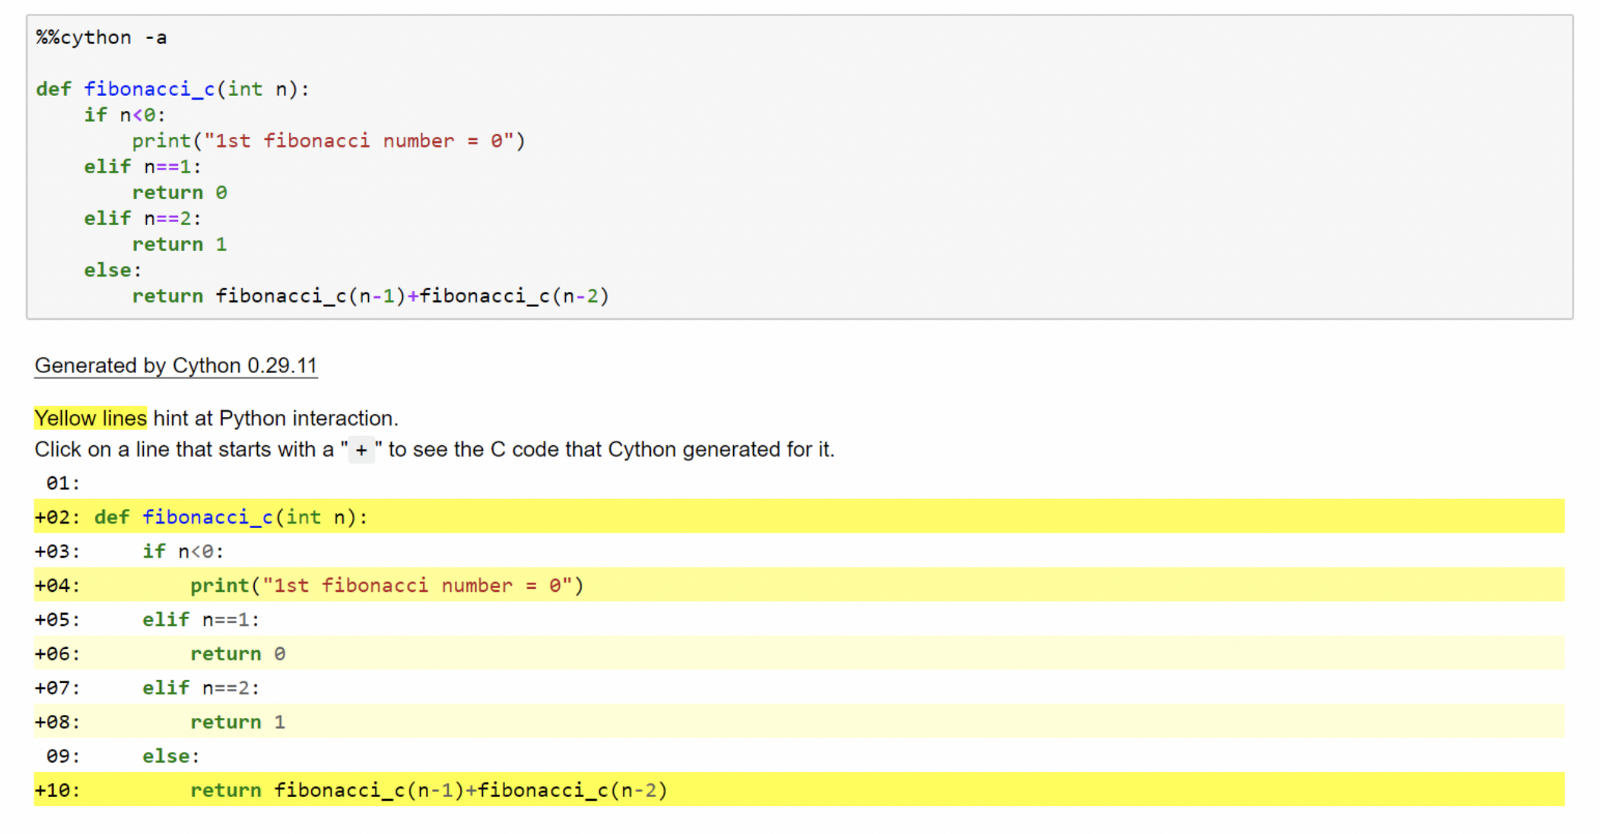 %%cython -a
def fibonacci_c(int n):
    if n<0:
        print("1st fibonacci number = 0")
    elif n==1:
        return 0
    elif n==2:
        return 1
    else:
        return fibonacci_c(n-1)+fibonacci_c(n-2)
Generated by Cython 0.29.11
Yellow lines hint at Python interaction.
Click on a line that starts with a "+" to see the C code that Cython generated for it.
 01:
+02: def fibonacci_c(int n):
+03:     if n<0:
+04:         print("1st fibonacci number = 0")
+05:     elif n==1:
+06:         return 0
+07:     elif n==2:
+08:         return 1
 09:     else:
+10:         return fibonacci_c(n-1)+fibonacci_c(n-2)